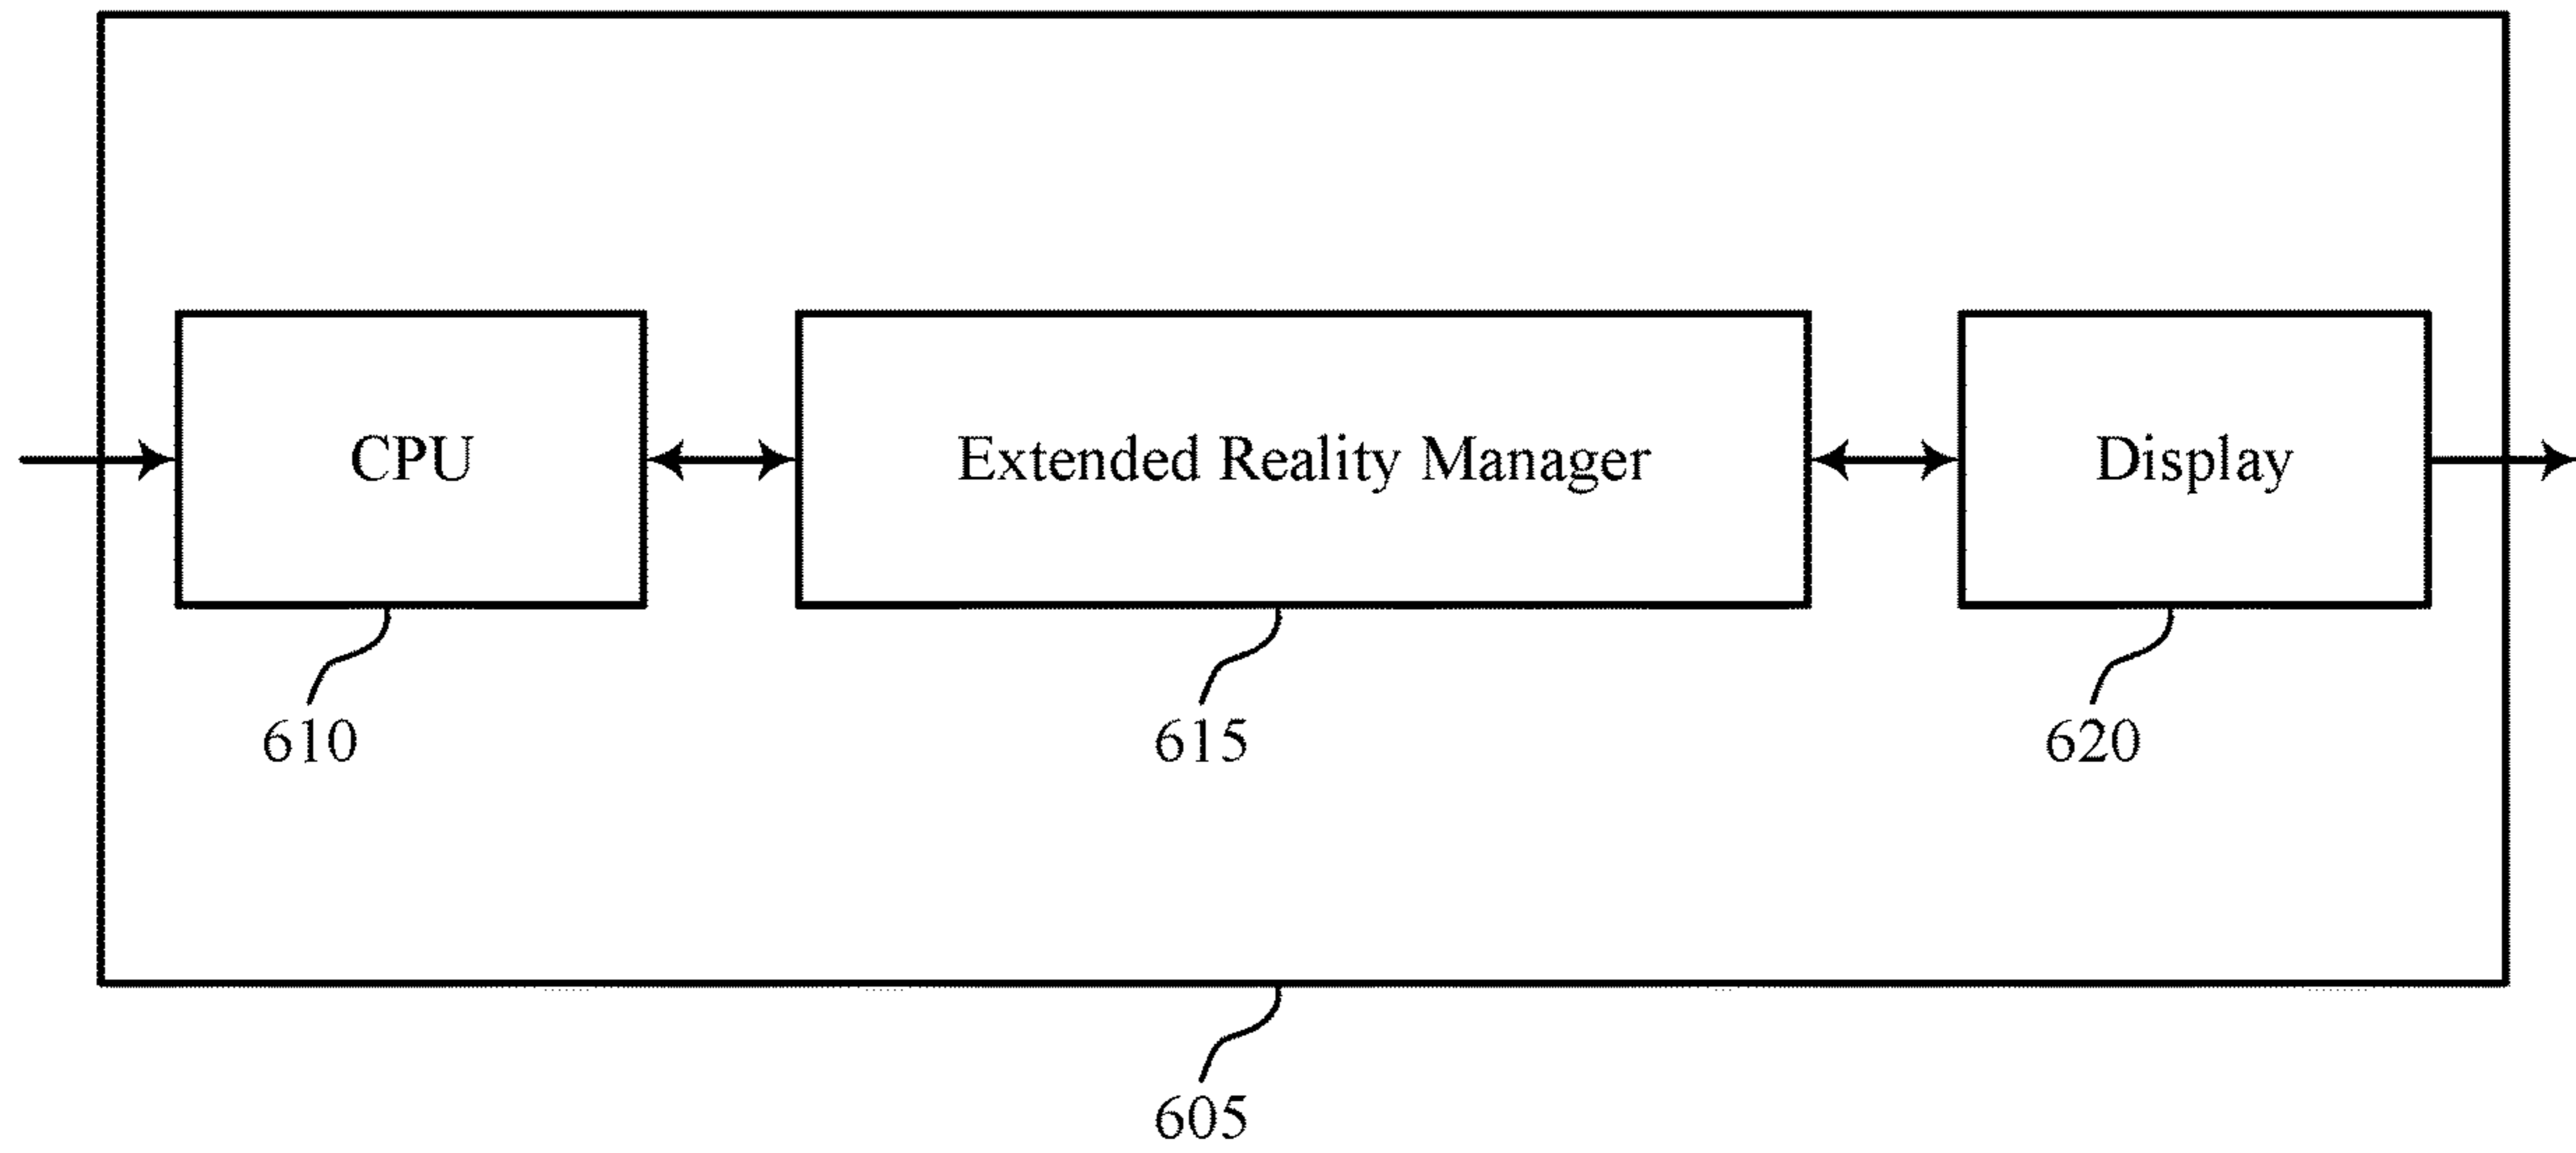 CPU
Extended Reality Manager
Display
610
615
620
605